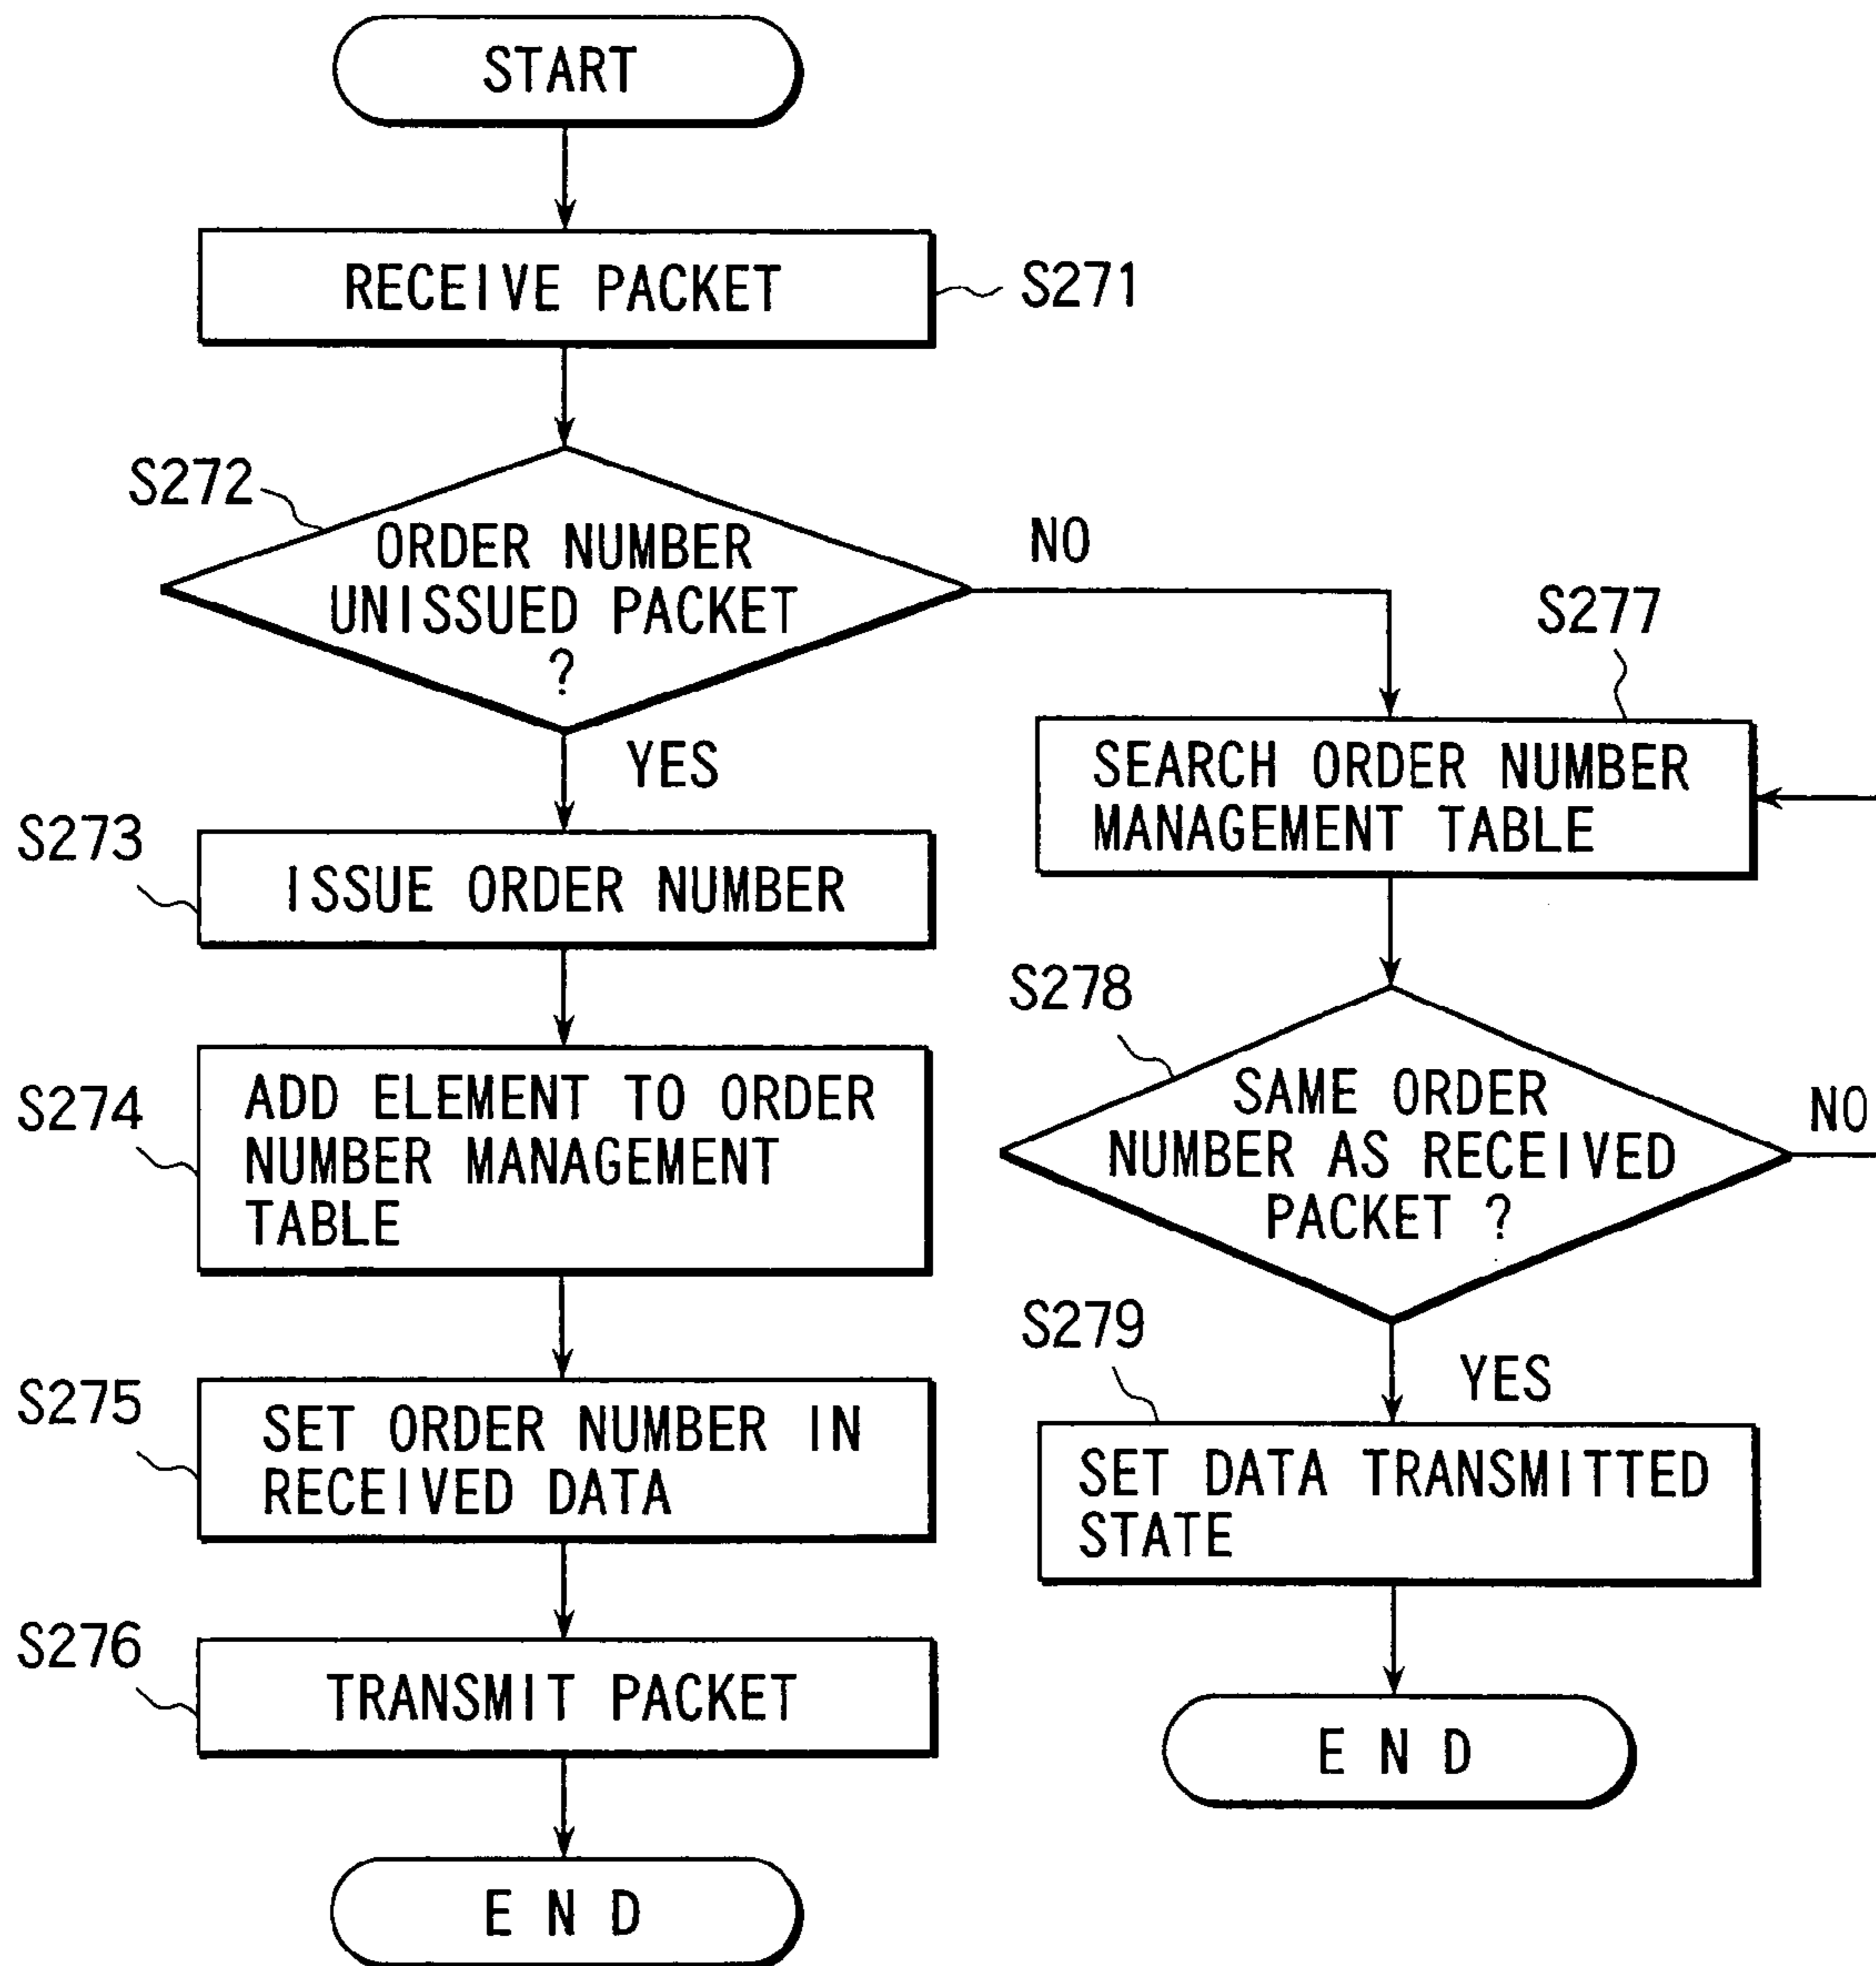 START
RECEIVE PACKET
S271
S272
ORDER NUMBER
UNISSUED PACKET
?
NO
YES
S273
ISSUE ORDER NUMBER
S274
ADD ELEMENT TO ORDER
NUMBER MANAGEMENT
TABLE
S275
SET ORDER NUMBER IN
RECEIVED DATA
S276
TRANSMIT PACKET
END
S277
SEARCH ORDER NUMBER
MANAGEMENT TABLE
S278
SAME ORDER
NUMBER AS RECEIVED
PACKET ?
NO
YES
S279
SET DATA TRANSMITTED
STATE
END